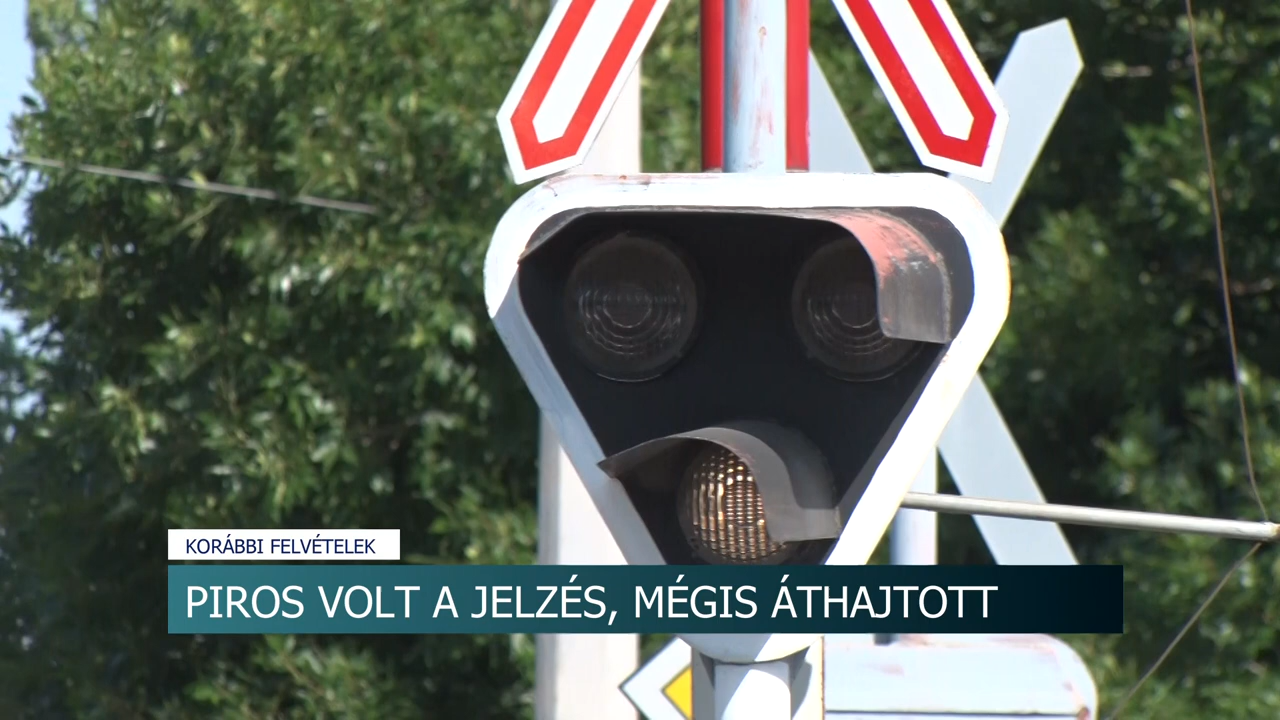 KORÁBBI FELVÉTELEK
PIROS VOLT A JELZÉS, MÉGIS ÁTHAJTOTT